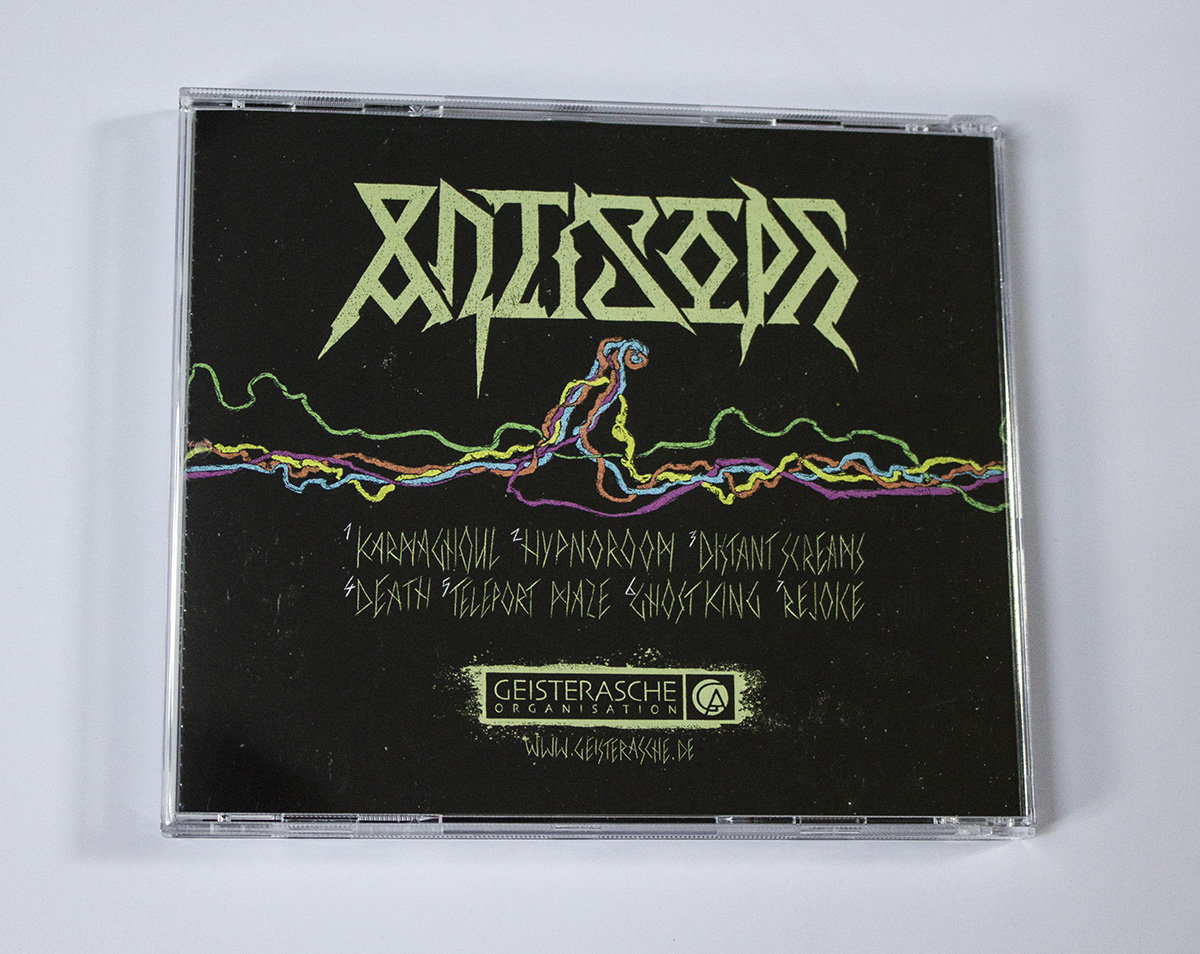 ANTISOPH
1 KARMAGHOUL 2 HYPNOROOM 3 DISTANT SCREAMS
4 DEATH 5 TELEPORT MAZE 6 GHOST KING 7 REJOICE
GEISTERASCHE
ORGANISATION
WWW.GEISTERASCHE.DE